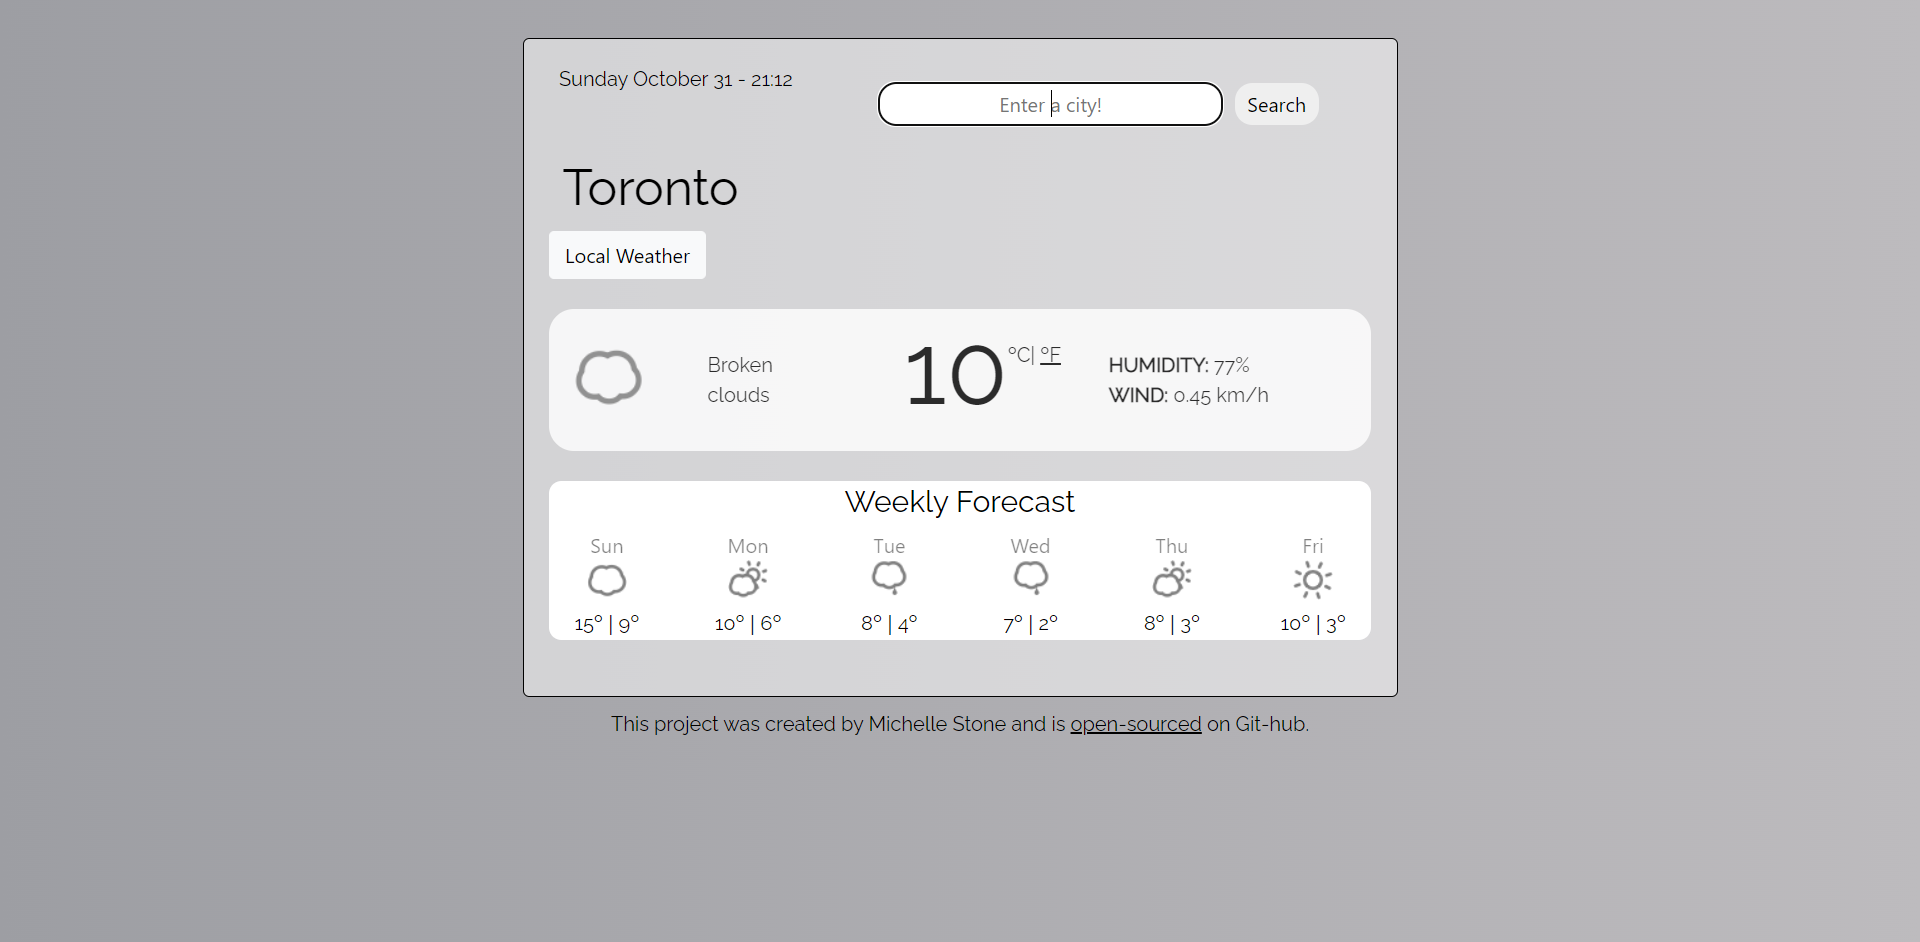 Sunday October 31 - 21:12
Enter a city!
Search
Toronto
Local Weather
Broken
clouds
10 °C| °F
HUMIDITY: 77%
WIND: 0.45 km/h
Weekly Forecast
Sun Mon Tue Wed Thu Fri
15° | 9° 10° | 6° 8° | 4° 7° | 2° 8° | 3° 10° | 3°
This project was created by Michelle Stone and is open-sourced on Git-hub.